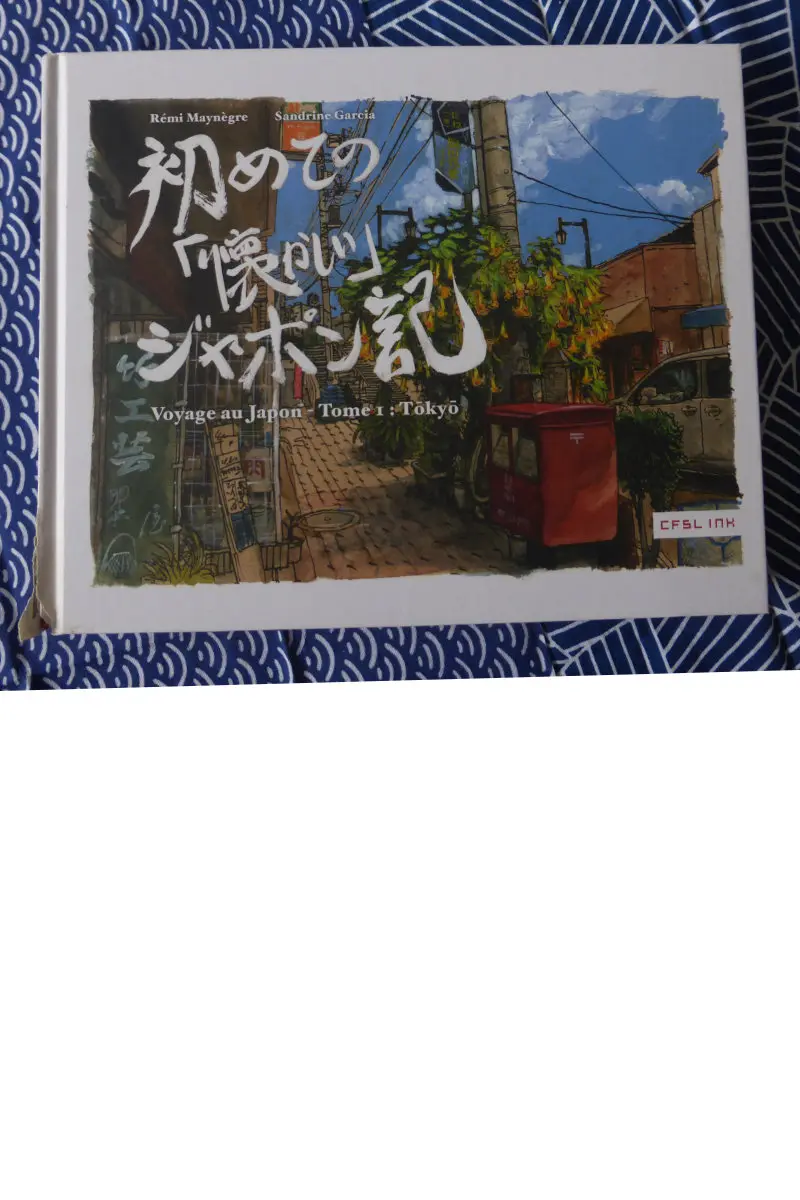 Rémi Maynègre Sandrine Garcia
初めての
「懐かしい」
ジャポン記
Voyage au Japon - Tome 1 : Tōkyō
工芸
〒
CFSL INK